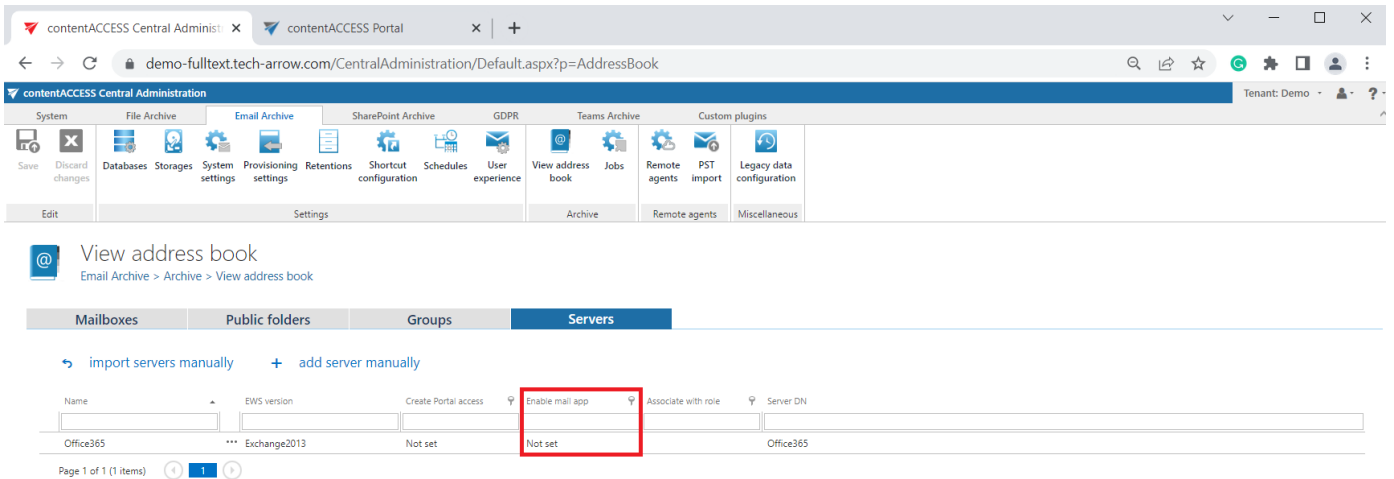 contentACCESS Central Administ
contentACCESS Portal
demo-fulltext.tech-arrow.com/CentralAdministration/Default.aspx?p=AddressBook
contentACCESS Central Administration
Tenant: Demo
System File Archive Email Archive SharePoint Archive GDPR Teams Archive Custom plugins
Save Discard changes Databases Storages System settings Provisioning settings Retentions Shortcut configuration Schedules User experience View address book Jobs Remote agents PST import Legacy data configuration
Edit Settings Archive Remote agents Miscellaneous
View address book
Email Archive > Archive > View address book
Mailboxes Public folders Groups Servers
import servers manually + add server manually
Name EWS version Create Portal access Enable mail app Associate with role Server DN
Office365 ••• Exchange2013 Not set Not set Office365
Page 1 of 1 (1 items) 1